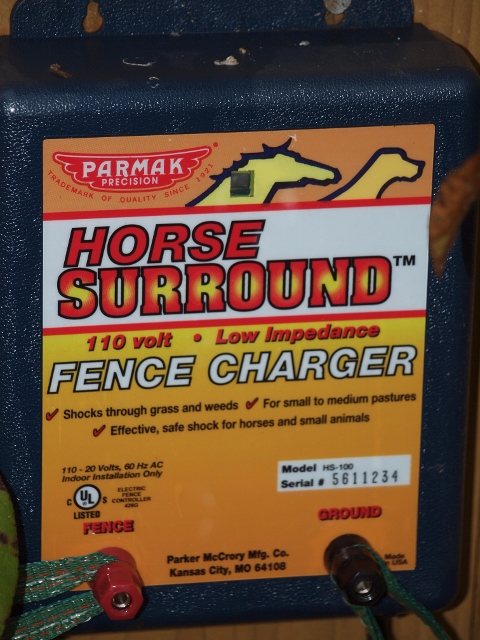 PARMAK
PRECISION
TRADEMARK OF QUALITY SINCE 1921
HORSE
SURROUND™
110 volt • Low Impedance
FENCE CHARGER
✓ Shocks through grass and weeds ✓ For small to medium pastures
✓ Effective, safe shock for horses and small animals
110 - 20 Volts, 60 Hz AC
Indoor Installation Only
Model HS-100
Serial # 5611234
C UL S
LISTED
ELECTRIC
FENCE
CONTROLLER
FENCE
GROUND
Parker McCrory Mfg. Co.
Kansas City, MO 64108
Made
USA